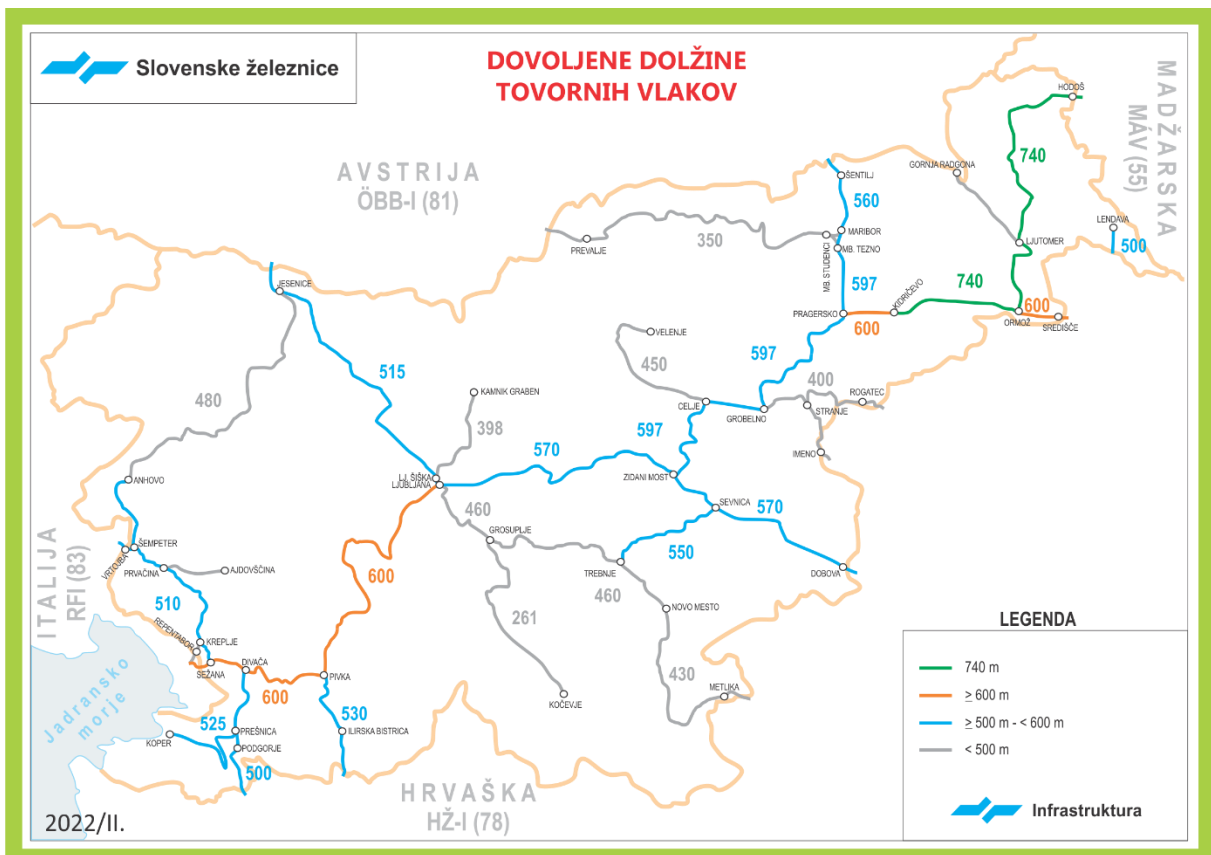 Slovenske železnice
DOVOLJENE DOLŽINE
TOVORNIH VLAKOV
MADŽARSKA
MÁV (55)
AVSTRIJA
ÖBB-I (81)
HODOŠ
740
GORNJA RADGONA
ŠENTILJ
560
LENDAVA
500
MARIBOR
350
PREVALJE
MB. TEZNO
MB. STUDENCI
LJUTOMER
597
740
KIDRIČEVO
JESENICE
PRAGERSKO
600
600
ORMOŽ
SREDIŠČE
VELENJE
450
597
515
480
KAMNIK GRABEN
400
ROGATEC
CELJE
GROBELNO
STRANJE
398
570
597
IMENO
ANHOVO
LJ. ŠIŠKA
LJUBLJANA
ZIDANI MOST
SEVNICA
570
460
GROSUPLJE
ŠEMPETER
VRTOJBA
550
600
PRVAČINA
AJDOVŠČINA
TREBNJE
DOBOVA
ITALIJA
RFI (83)
510
460
NOVO MESTO
261
REPENTABOR
KREPLJE
SEŽANA
DIVAČA
PIVKA
600
430
METLIKA
KOČEVJE
Jadransko
morje
525
PREŠNICA
530
ILIRSKA BISTRICA
KOPER
PODGORJE
500
HRVAŠKA
HŽ-I (78)
LEGENDA
740 m
≥ 600 m
≥ 500 m - < 600 m
< 500 m
Infrastruktura
2022/II.